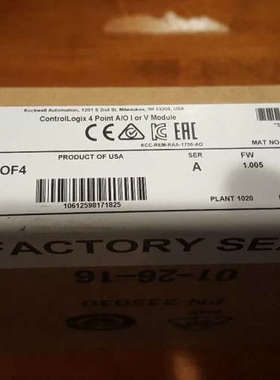 Rockwell Automation, 1201 S 2nd St, Milwaukee, WI 53204, USA
ControlLogix 4 Point A/O I or V Module
MAT NO
CE EAC
KCC-REM-RAA-1756-AO
PRODUCT OF USA SER FW
OF4 A 1.005
10612598171825
PLANT 1020
FACTORY SE
01-26-16